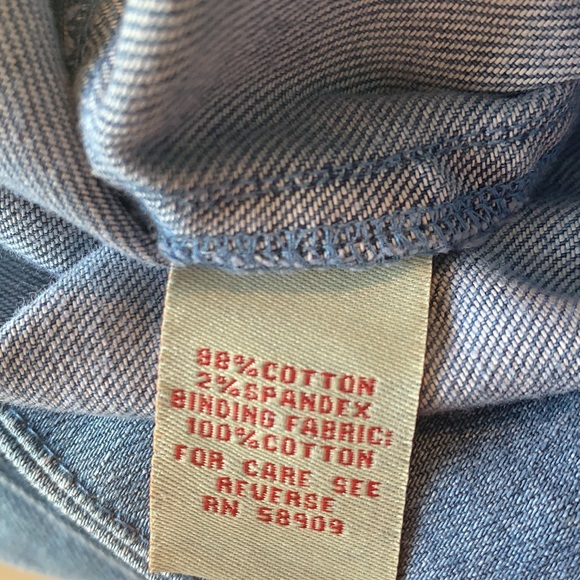 98%COTTON
2%SPANDEX
BINDING FABRIC:
100%COTTON
FOR CARE SEE
REVERSE
RN 58909